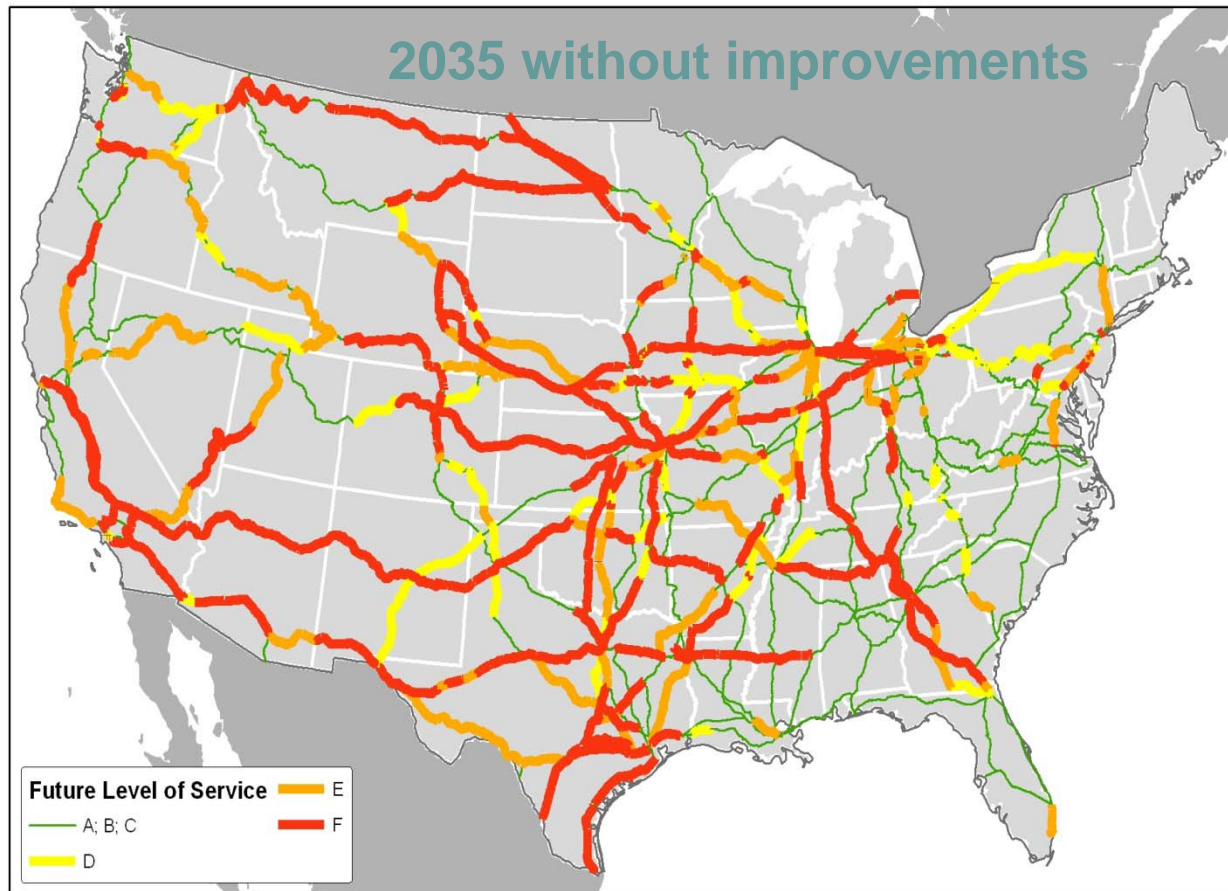 2035 without improvements
Future Level of Service
A; B; C
D
E
F